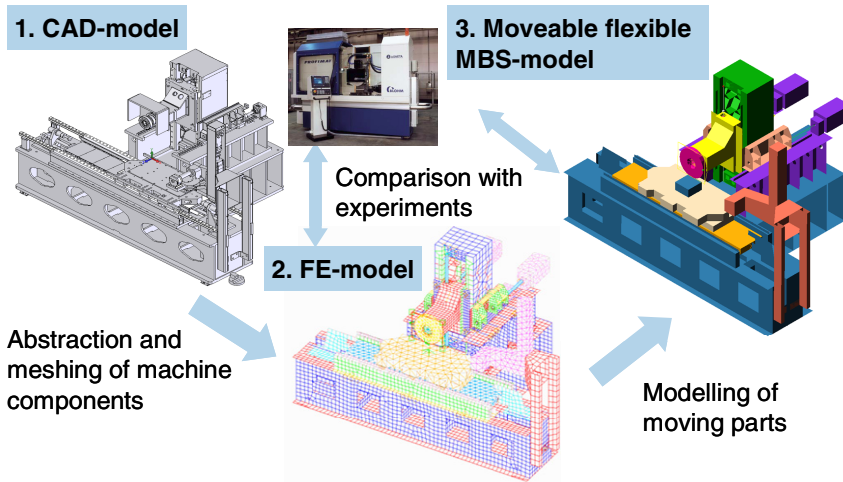 1. CAD-model
3. Moveable flexible
MBS-model
Comparison with
experiments
2. FE-model
Abstraction and
meshing of machine
components
Modelling of
moving parts